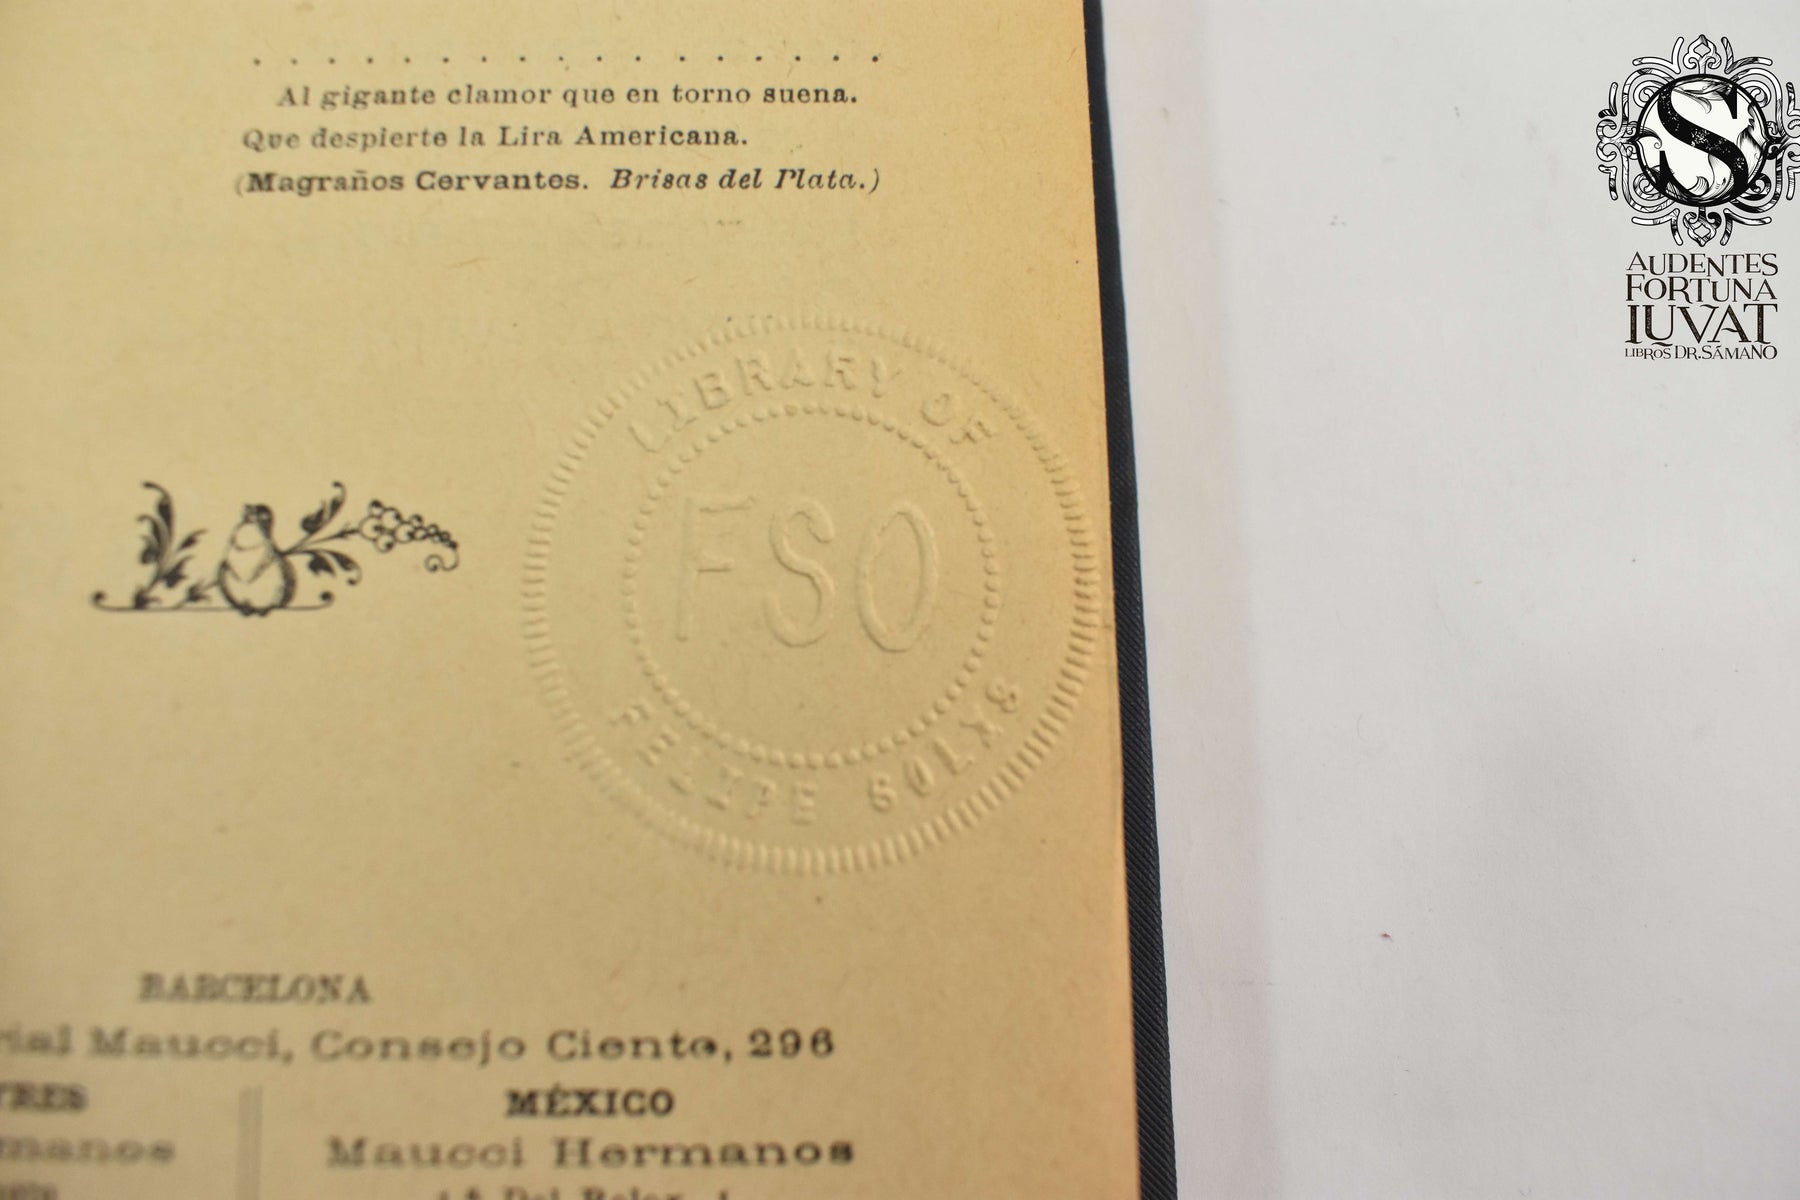 Al gigante clamor que en torno suena.
Que despierte la Lira Americana.
(Magraños Cervantes. Brisas del Plata.)
LIBRARY OF
FSO
FELIPE SOLIS
BARCELONA
Maucci, Consejo Ciento, 296
MÉXICO
Maucci Hermanos
S
AUDENTES
FORTUNA
IUVAT
LIBROS DR. SÁMANO